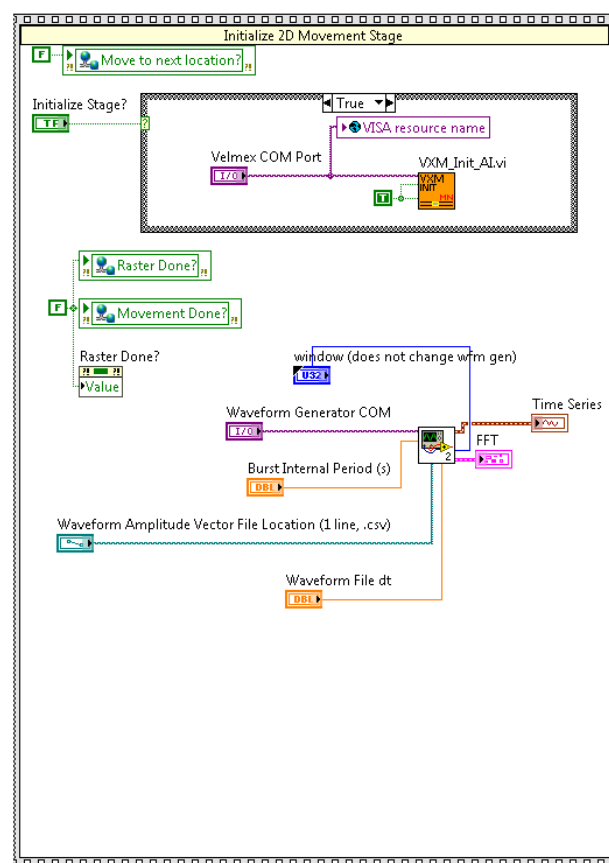 Initialize 2D Movement Stage
F
Move to next location?
Initialize Stage?
TF
True
?
VISA resource name
Velmex COM Port
I/O
VXM_Init_AI.vi
VXM
INIT
MN
T
Raster Done?
F
Movement Done?
Raster Done?
Value
window (does not change wfm gen)
U32
Waveform Generator COM
I/O
Time Series
FFT
2
Burst Internal Period (s)
DBL
Waveform Amplitude Vector File Location (1 line, .csv)
Waveform File dt
DBL